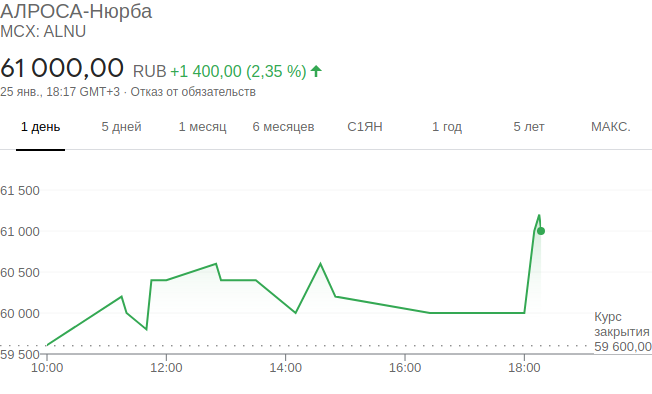 АЛРОСА-Нюрба
MCX: ALNU
61 000,00 RUB +1 400,00 (2,35 %)
25 янв., 18:17 GMT+3 · Отказ от обязательств
1 день 5 дней 1 месяц 6 месяцев С1ЯН 1 год 5 лет МАКС.
61 500
61 000
60 500
60 000
Курс
закрытия
59 600,00
59 500
10:00 12:00 14:00 16:00 18:00